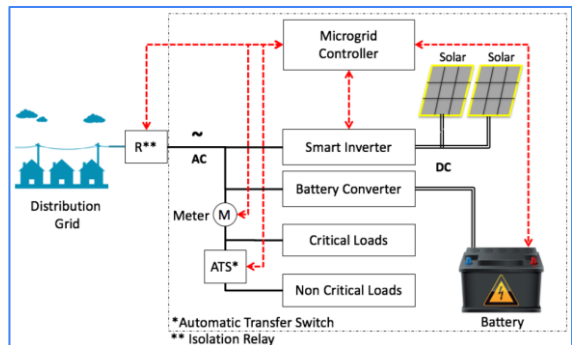 Microgrid
Controller
Solar
Solar
R**
~
AC
Smart Inverter
DC
Battery Converter
Distribution
Grid
Meter
M
Critical Loads
ATS*
Non Critical Loads
Battery
*Automatic Transfer Switch
** Isolation Relay